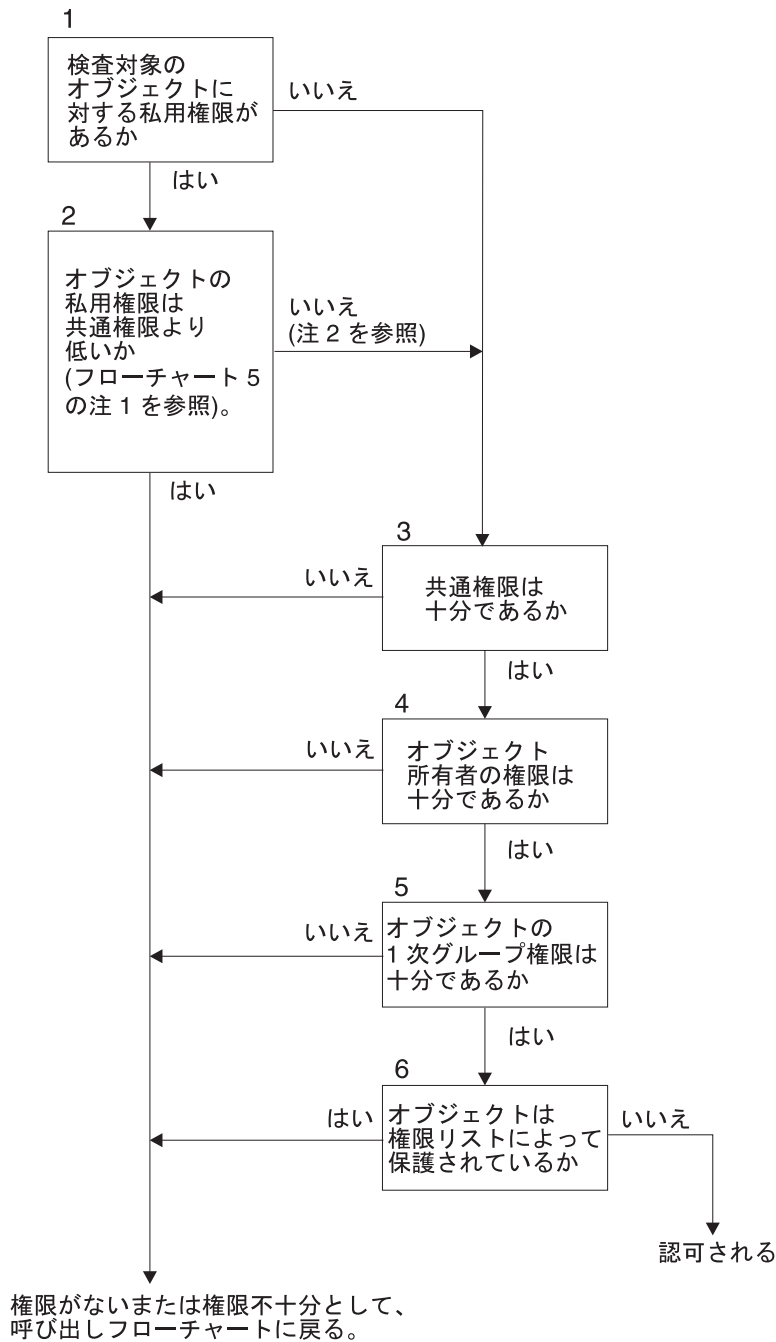 1
検査対象の
オブジェクトに
対する私用権限が
あるか
いいえ
はい
2
オブジェクトの
私用権限は
共通権限より
低いか
(フローチャート 5
の注 1 を参照)。
いいえ
(注 2 を参照)
はい
3
共通権限は
十分であるか
いいえ
はい
4
オブジェクト
所有者の権限は
十分であるか
いいえ
はい
5
オブジェクトの
1 次グループ権限は
十分であるか
いいえ
はい
6
オブジェクトは
権限リストによって
保護されているか
はい
いいえ
認可される
権限がないまたは権限不十分として、
呼び出しフローチャートに戻る。